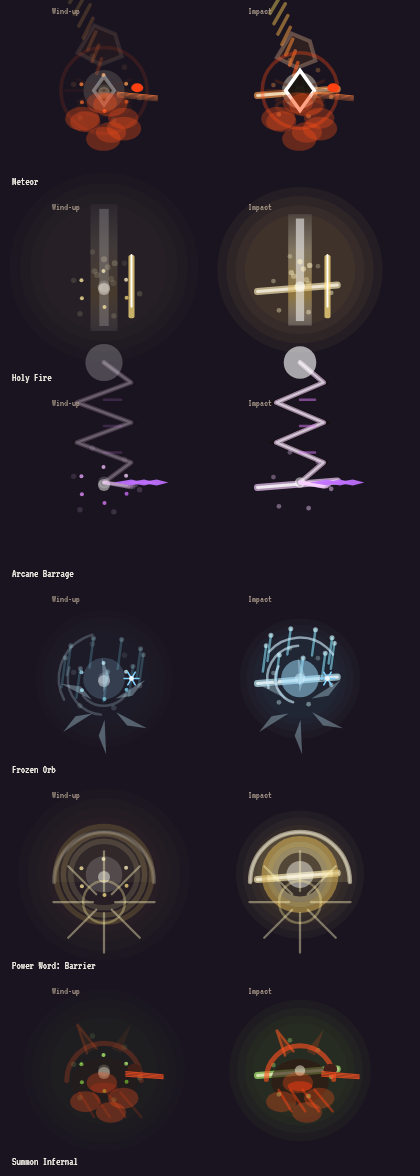 Wind-up Impact
Meteor
Wind-up Impact
Holy Fire
Wind-up Impact
Arcane Barrage
Wind-up Impact
Frozen Orb
Wind-up Impact
Power Word: Barrier
Wind-up Impact
Summon Infernal